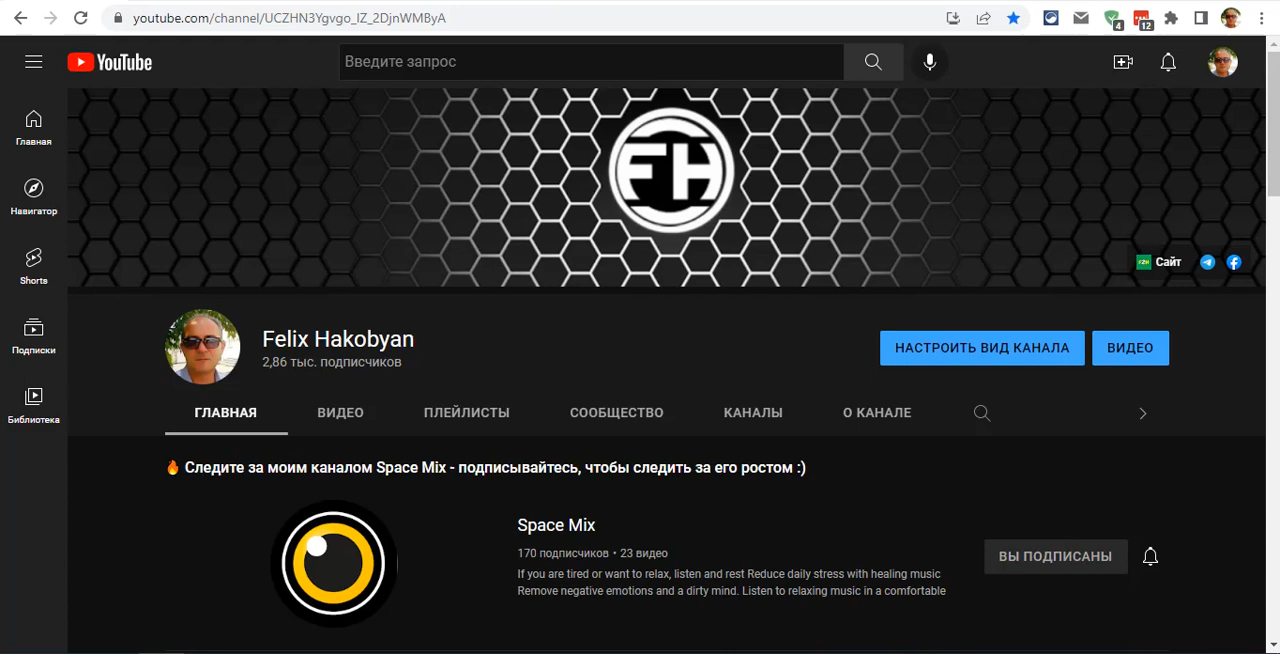 youtube.com/channel/UCZHN3Ygvgo_IZ_2DjnWMByA
4
12
YouTube
Введите запрос
Главная
Навигатор
Shorts
Подписки
Библиотека
FH
Сайт
Felix Hakobyan
2,86 тыс. подписчиков
НАСТРОИТЬ ВИД КАНАЛА
ВИДЕО
ГЛАВНАЯ
ВИДЕО
ПЛЕЙЛИСТЫ
СООБЩЕСТВО
КАНАЛЫ
О КАНАЛЕ
🔥 Следите за моим каналом Space Mix - подписывайтесь, чтобы следить за его ростом :)
Space Mix
170 подписчиков • 23 видео
If you are tired or want to relax, listen and rest Reduce daily stress with healing music
Remove negative emotions and a dirty mind. Listen to relaxing music in a comfortable
ВЫ ПОДПИСАНЫ